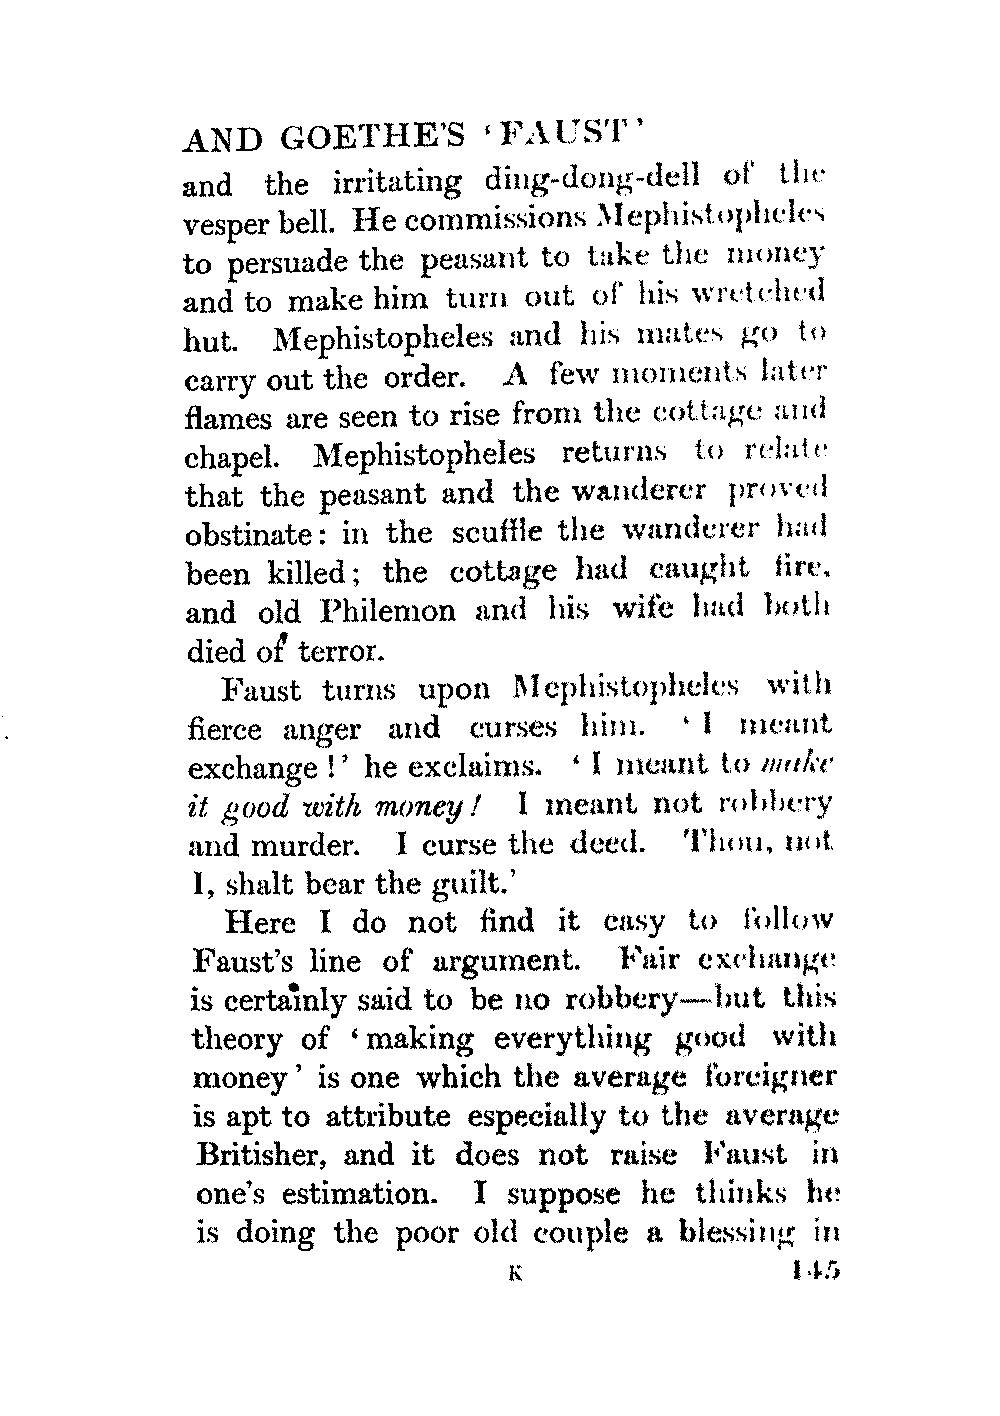 AND GOETHE'S ‘FAUST’
and the irritating ding-dong-dell of the
vesper bell. He commissions Mephistopheles
to persuade the peasant to take the money
and to make him turn out of his wretched
hut. Mephistopheles and his mates go to
carry out the order. A few moments later
flames are seen to rise from the cottage and
chapel. Mephistopheles returns to relate
that the peasant and the wanderer proved
obstinate: in the scuffle the wanderer had
been killed; the cottage had caught fire,
and old Philemon and his wife had both
died of terror.
Faust turns upon Mephistopheles with
fierce anger and curses him. ‘I meant
exchange!’ he exclaims. ‘I meant to make
it good with money! I meant not robbery
and murder. I curse the deed. Thou, not
I, shalt bear the guilt.’
Here I do not find it easy to follow
Faust's line of argument. Fair exchange
is certainly said to be no robbery—but this
theory of ‘making everything good with
money’ is one which the average foreigner
is apt to attribute especially to the average
Britisher, and it does not raise Faust in
one's estimation. I suppose he thinks he
is doing the poor old couple a blessing in
K 145